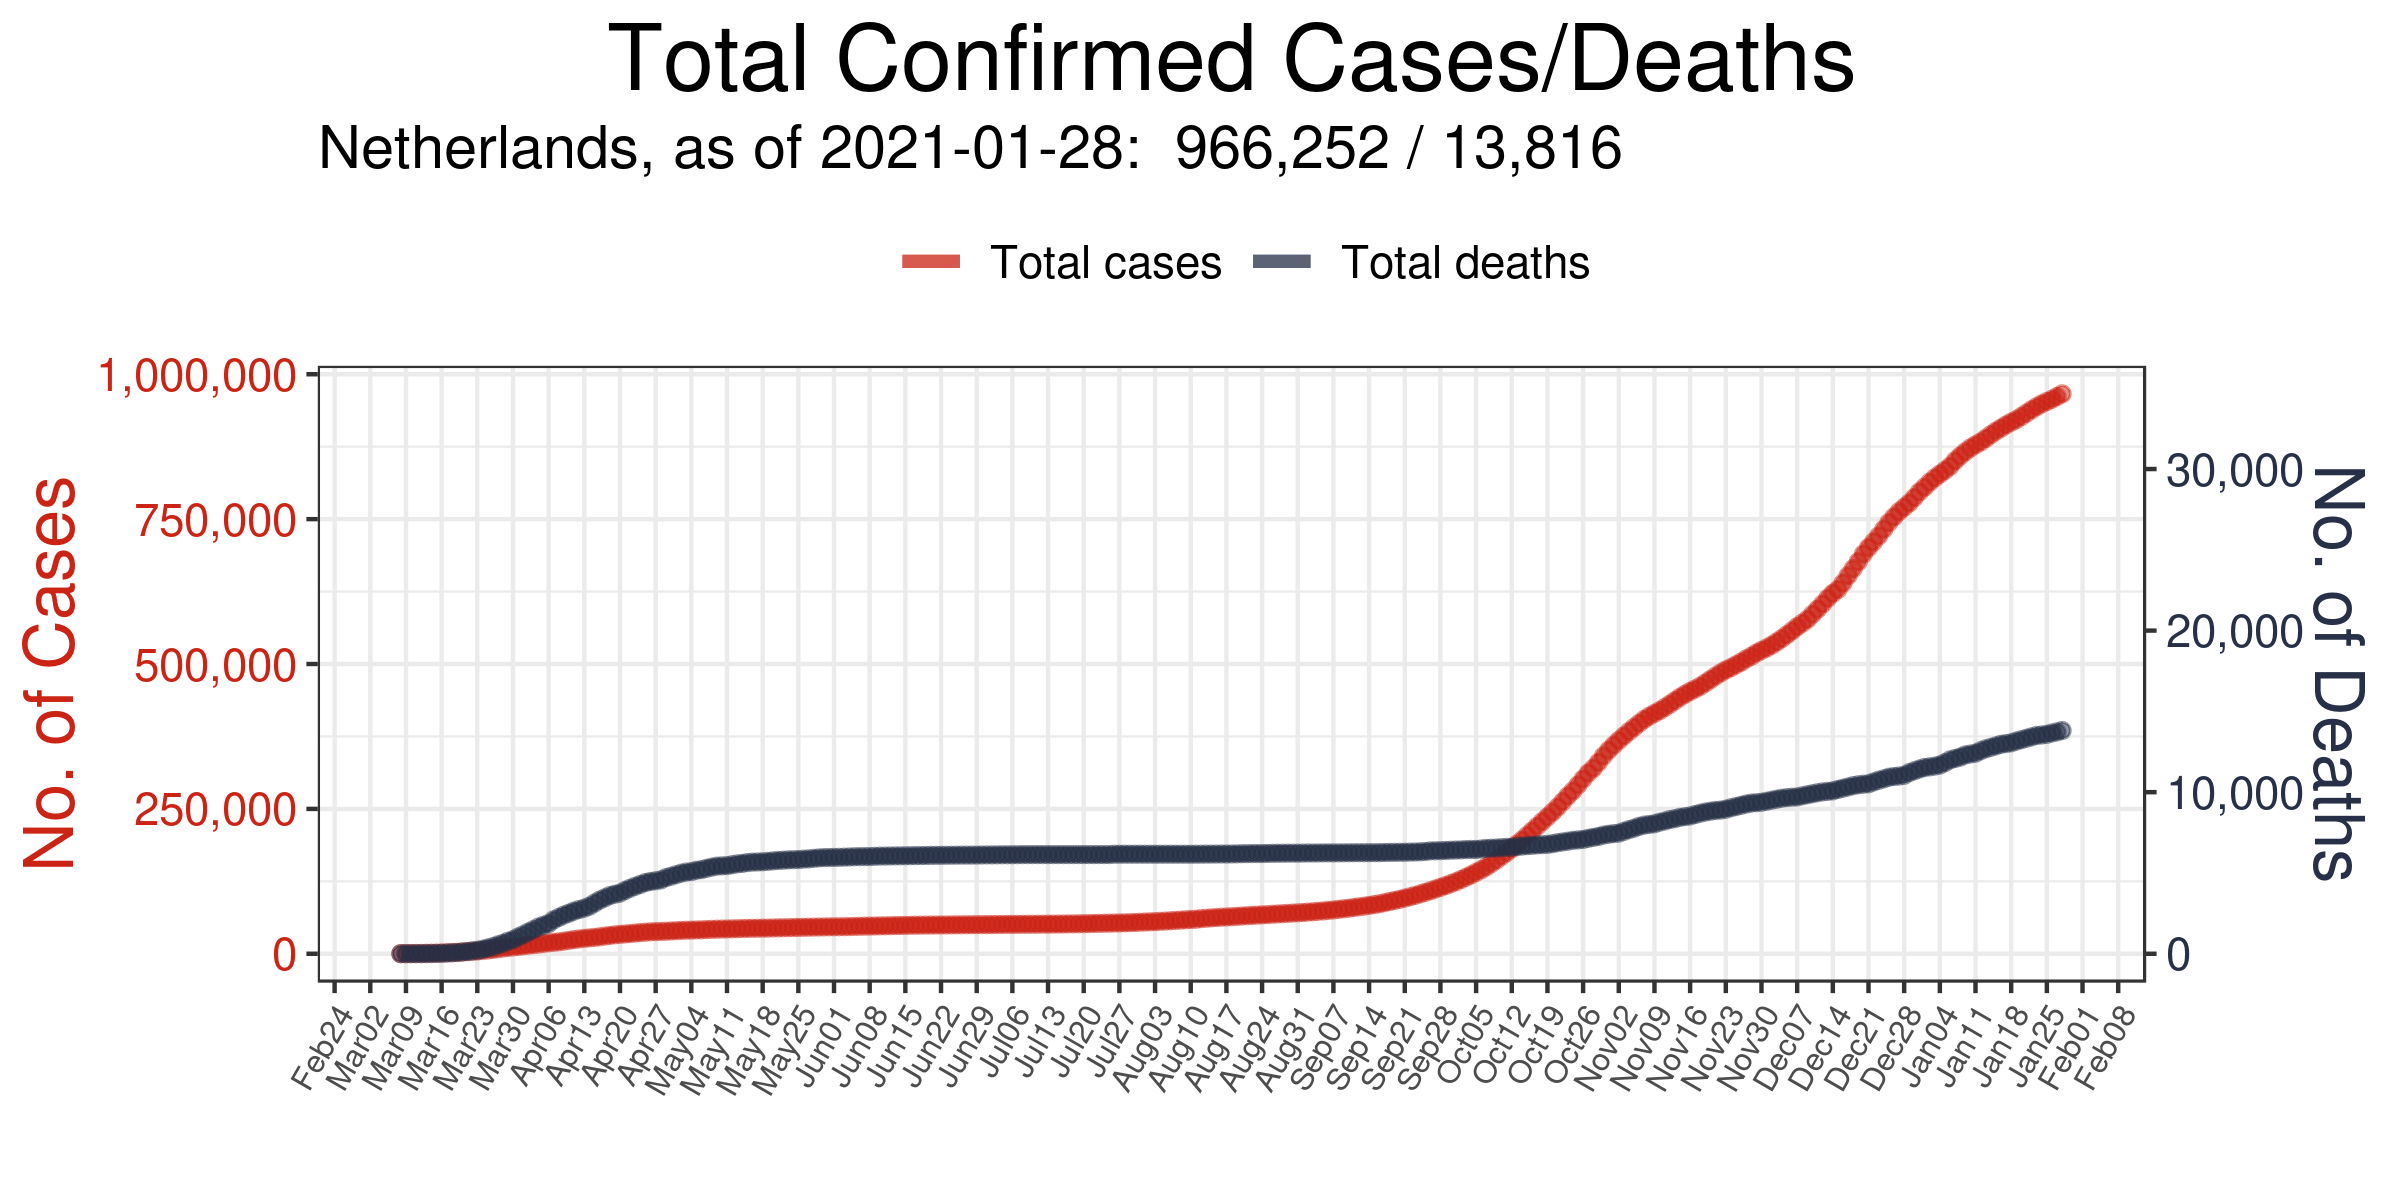 Total Confirmed Cases/Deaths
Netherlands, as of 2021-01-28:  966,252 / 13,816
Total cases
Total deaths
No. of Cases
1,000,000
750,000
500,000
250,000
0
30,000
20,000
10,000
0
No. of Deaths
Feb24
Mar02
Mar09
Mar16
Mar23
Mar30
Apr06
Apr13
Apr20
Apr27
May04
May11
May18
May25
Jun01
Jun08
Jun15
Jun22
Jun29
Jul06
Jul13
Jul20
Jul27
Aug03
Aug10
Aug17
Aug24
Aug31
Sep07
Sep14
Sep21
Sep28
Oct05
Oct12
Oct19
Oct26
Nov02
Nov09
Nov16
Nov23
Nov30
Dec07
Dec14
Dec21
Dec28
Jan04
Jan11
Jan18
Jan25
Feb01
Feb08